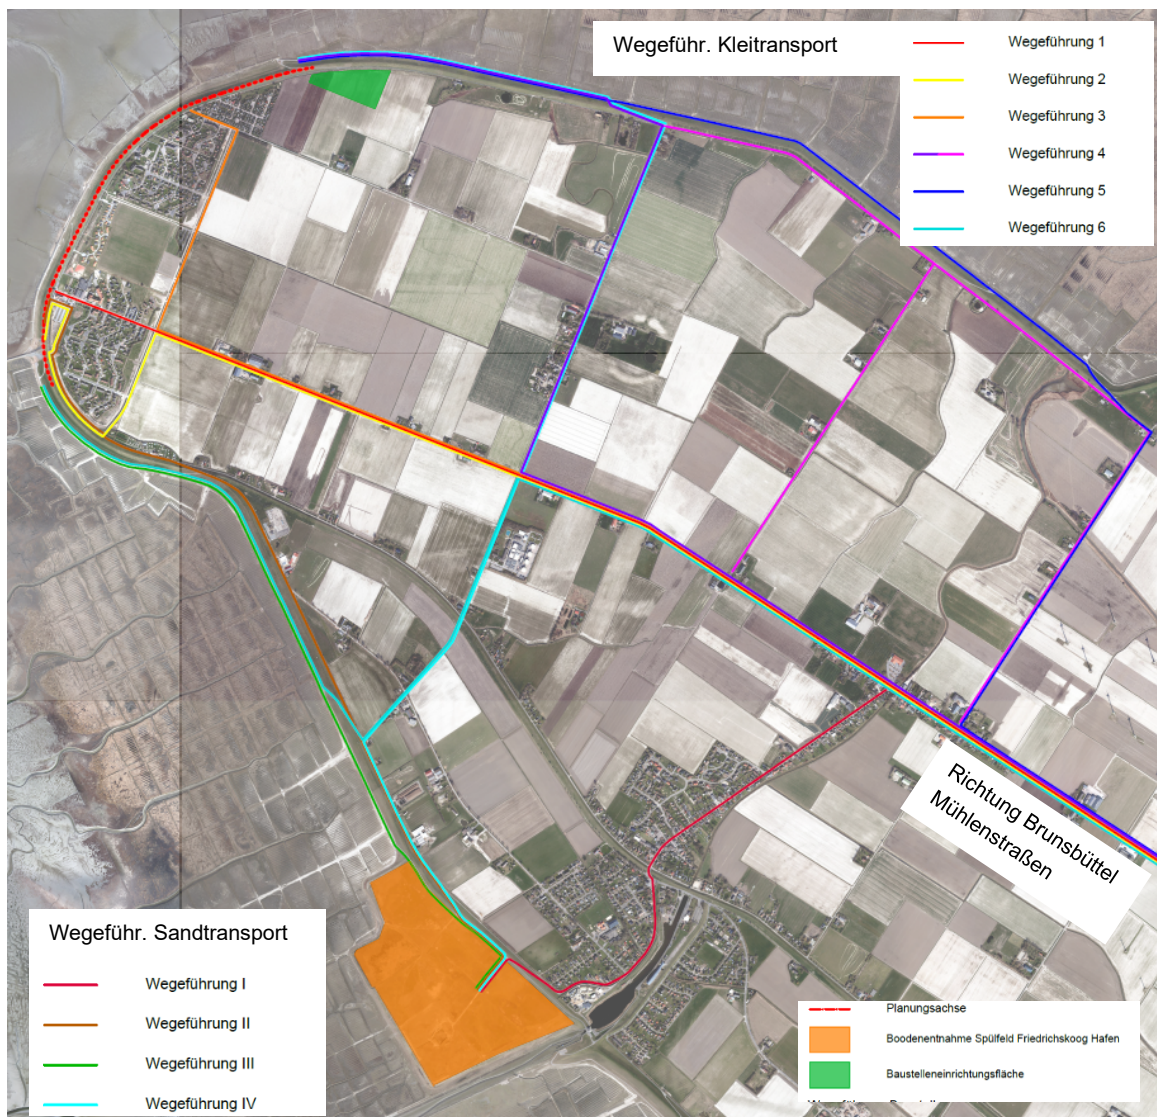 Wegeführ. Kleitransport
Wegeführung 1
Wegeführung 2
Wegeführung 3
Wegeführung 4
Wegeführung 5
Wegeführung 6
Richtung Brunsbüttel
Mühlenstraßen
Wegeführ. Sandtransport
Wegeführung I
Wegeführung II
Wegeführung III
Wegeführung IV
Planungsachse
Boodenentnahme Spülfeld Friedrichskoog Hafen
Baustelleneinrichtungsfläche